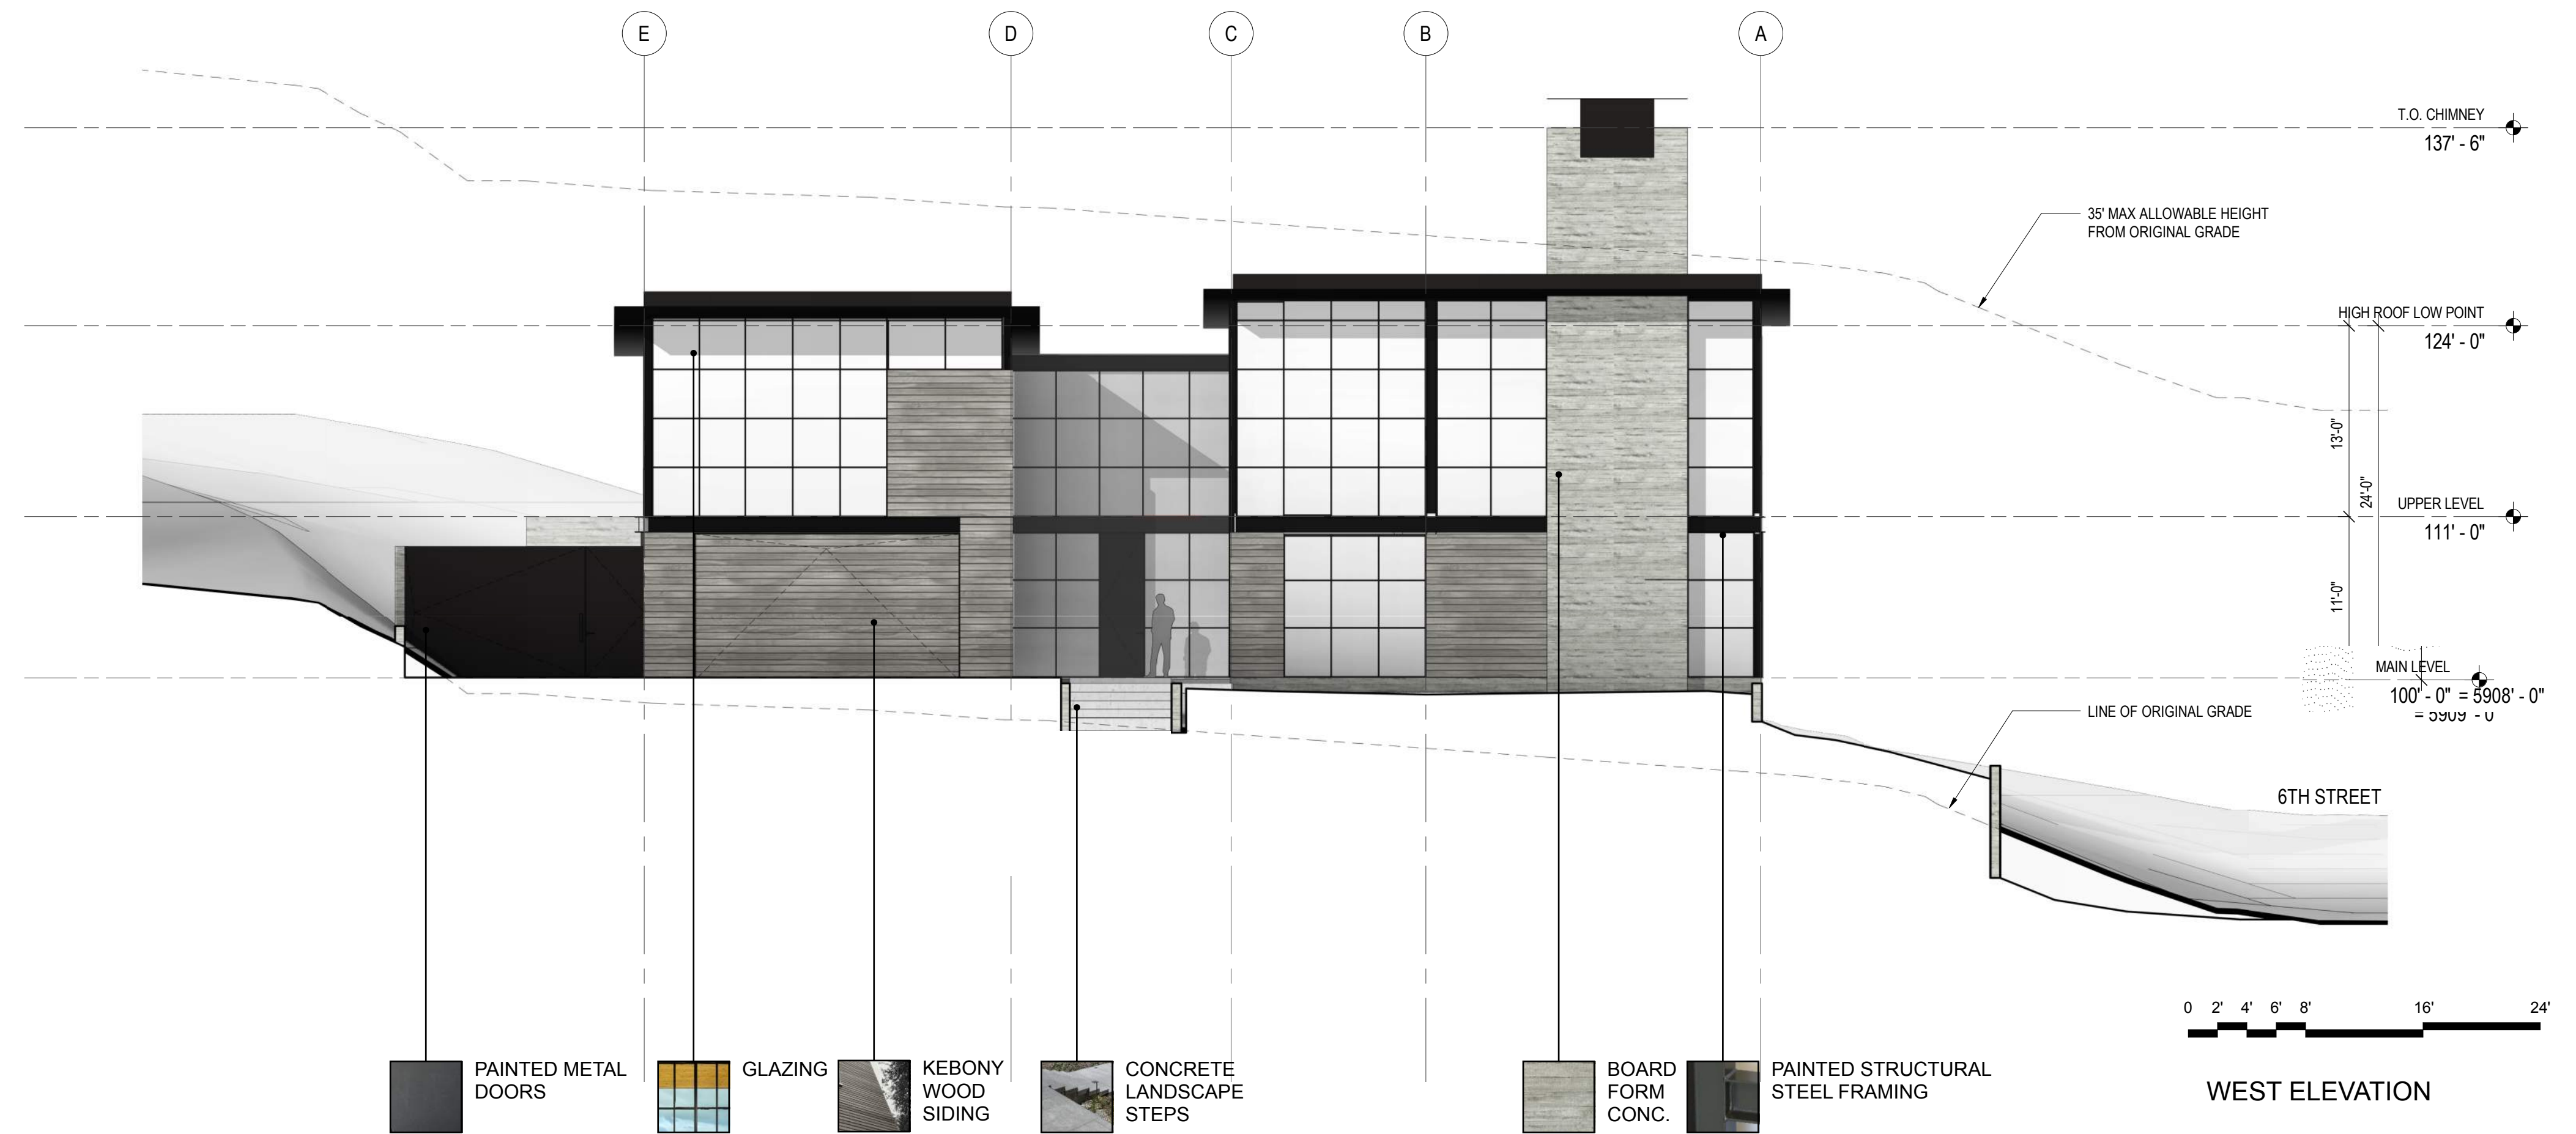 E
D
C
B
A
T.O. CHIMNEY
137' - 6"
35' MAX ALLOWABLE HEIGHT
FROM ORIGINAL GRADE
HIGH ROOF LOW POINT
124' - 0"
13'-0"
24'-0"
UPPER LEVEL
111' - 0"
11'-0"
MAIN LEVEL
100' - 0" = 5908' - 0"
= 5909' - 0"
LINE OF ORIGINAL GRADE
6TH STREET
0 2' 4' 6' 8' 16' 24'
WEST ELEVATION
PAINTED METAL
DOORS
GLAZING
KEBONY
WOOD
SIDING
CONCRETE
LANDSCAPE
STEPS
BOARD
FORM
CONC.
PAINTED STRUCTURAL
STEEL FRAMING